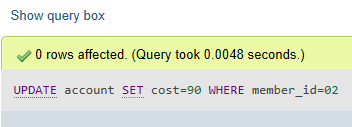 Show query box
0 rows affected. (Query took 0.0048 seconds.)
UPDATE account SET cost=90 WHERE member_id=02